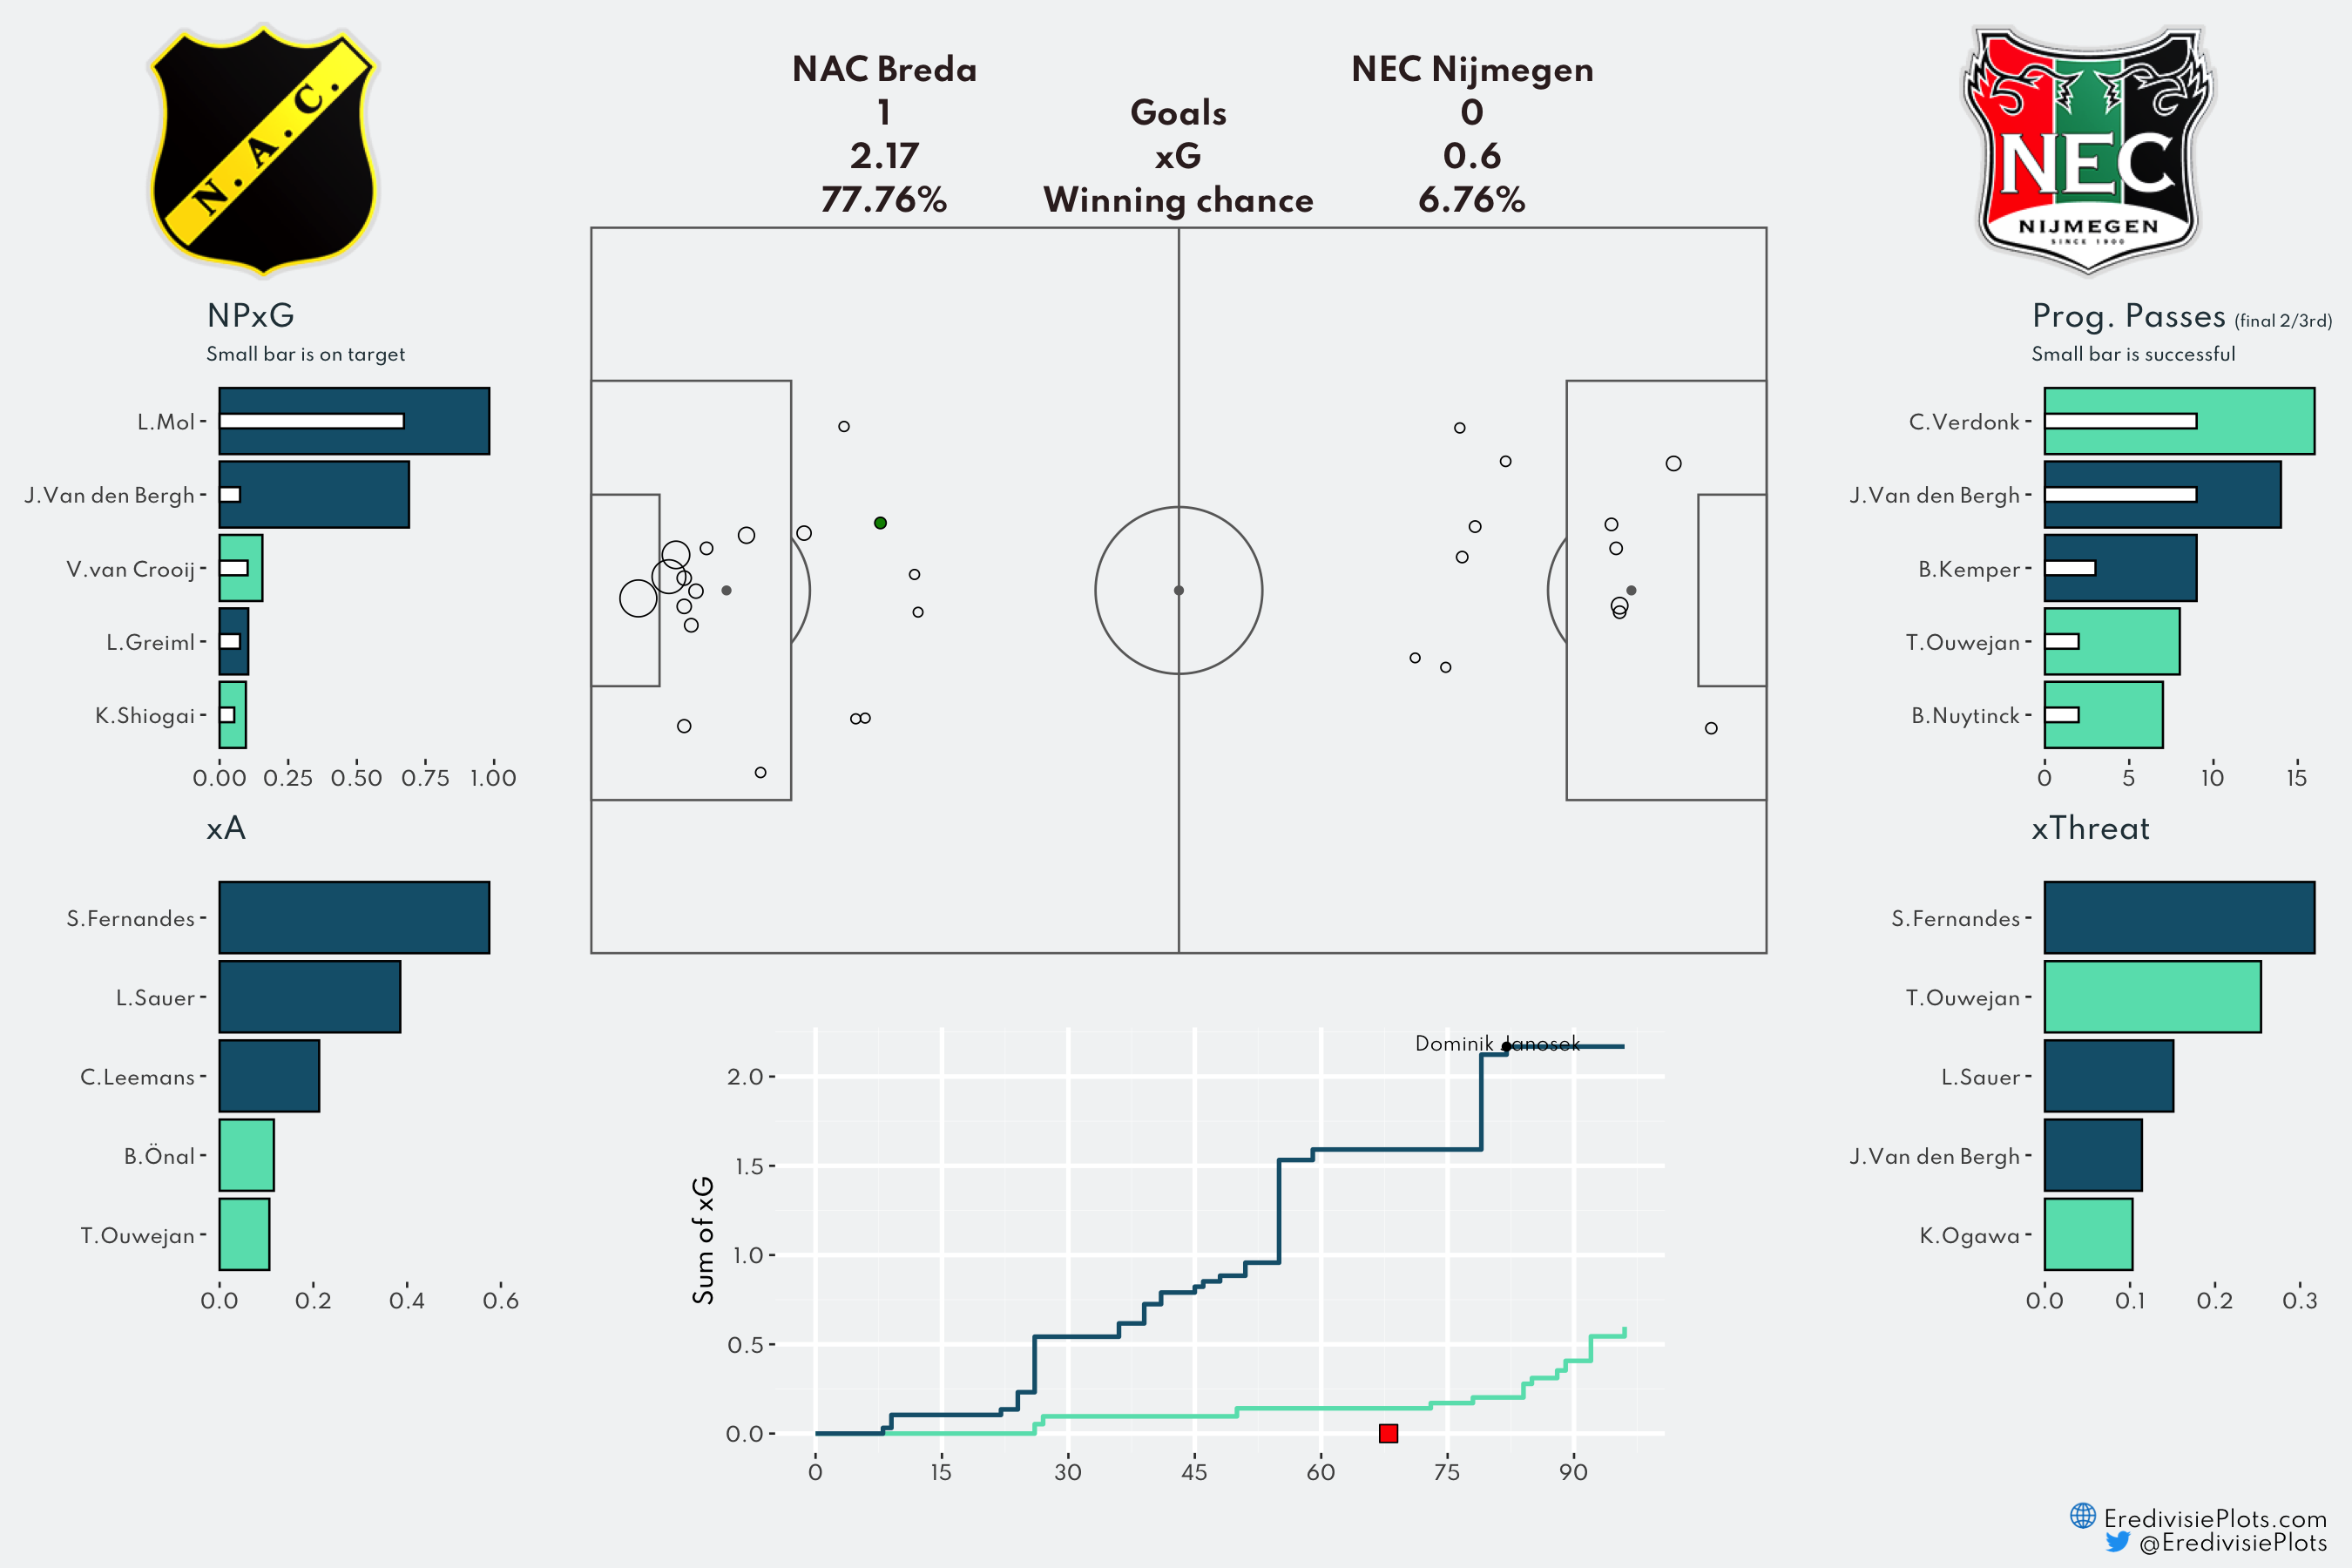 N.A.C.
NAC Breda
NEC Nijmegen
1 Goals 0
2.17 xG 0.6
77.76% Winning chance 6.76%
NEC
NIJMEGEN
SINCE 1900
NPxG
Small bar is on target
L.Mol
J.Van den Bergh
V.van Crooij
L.Greiml
K.Shiogai
0.00 0.25 0.50 0.75 1.00
xA
S.Fernandes
L.Sauer
C.Leemans
B.Önal
T.Ouwejan
0.0 0.2 0.4 0.6
Dominik Janosek
Sum of xG
2.0
1.5
1.0
0.5
0.0
0 15 30 45 60 75 90
Prog. Passes (final 2/3rd)
Small bar is successful
C.Verdonk
J.Van den Bergh
B.Kemper
T.Ouwejan
B.Nuytinck
0 5 10 15
xThreat
S.Fernandes
T.Ouwejan
L.Sauer
J.Van den Bergh
K.Ogawa
0.0 0.1 0.2 0.3
EredivisiePlots.com
@EredivisiePlots